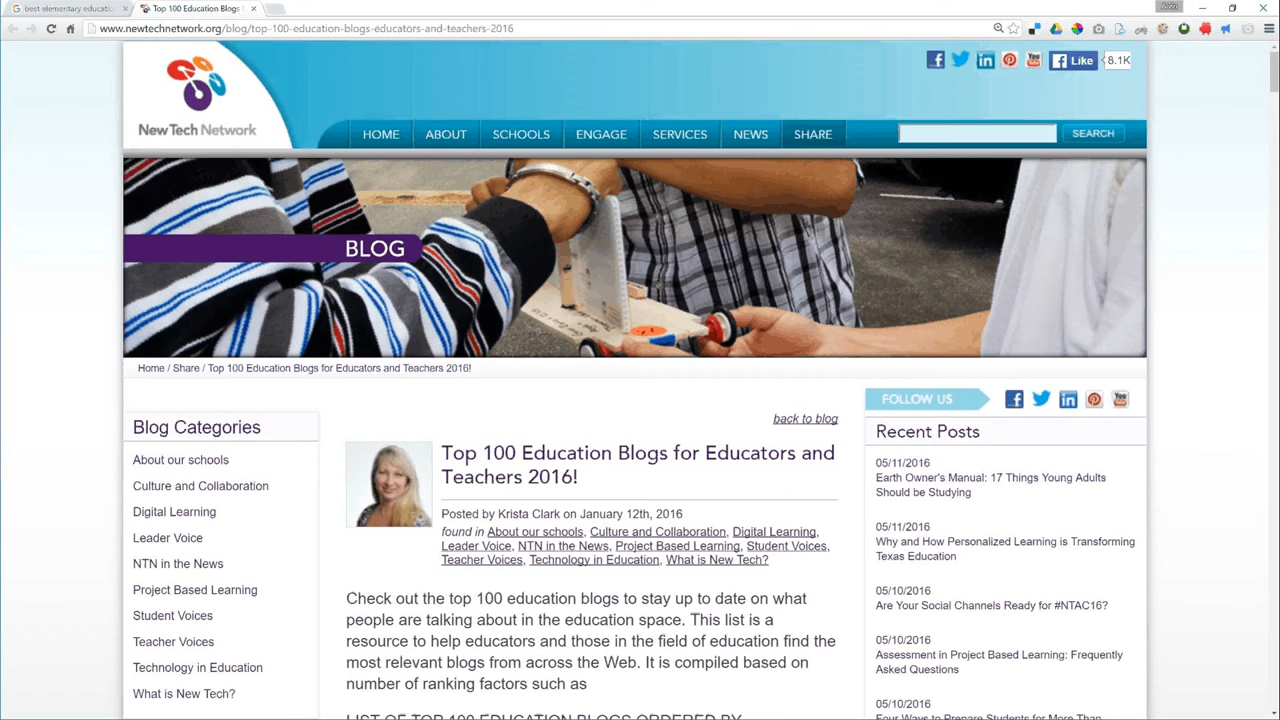 best elementary educatio
Top 100 Education Blogs
www.newtechnetwork.org/blog/top-100-education-blogs-educators-and-teachers-2016
Like
8.1K
New Tech Network
HOME
ABOUT
SCHOOLS
ENGAGE
SERVICES
NEWS
SHARE
SEARCH
BLOG
Home / Share / Top 100 Education Blogs for Educators and Teachers 2016!
Blog Categories
About our schools
Culture and Collaboration
Digital Learning
Leader Voice
NTN in the News
Project Based Learning
Student Voices
Teacher Voices
Technology in Education
What is New Tech?
back to blog
Top 100 Education Blogs for Educators and
Teachers 2016!
Posted by Krista Clark on January 12th, 2016
found in About our schools, Culture and Collaboration, Digital Learning,
Leader Voice, NTN in the News, Project Based Learning, Student Voices,
Teacher Voices, Technology in Education, What is New Tech?
Check out the top 100 education blogs to stay up to date on what
people are talking about in the education space. This list is a
resource to help educators and those in the field of education find the
most relevant blogs from across the Web. It is compiled based on
number of ranking factors such as
LIST OF TOP 100 EDUCATION BLOGS ORDERED BY
FOLLOW US
Recent Posts
05/11/2016
Earth Owner's Manual: 17 Things Young Adults
Should be Studying
05/11/2016
Why and How Personalized Learning is Transforming
Texas Education
05/10/2016
Are Your Social Channels Ready for #NTAC16?
05/10/2016
Assessment in Project Based Learning: Frequently
Asked Questions
05/10/2016
Four Ways to Prepare Students for More Than